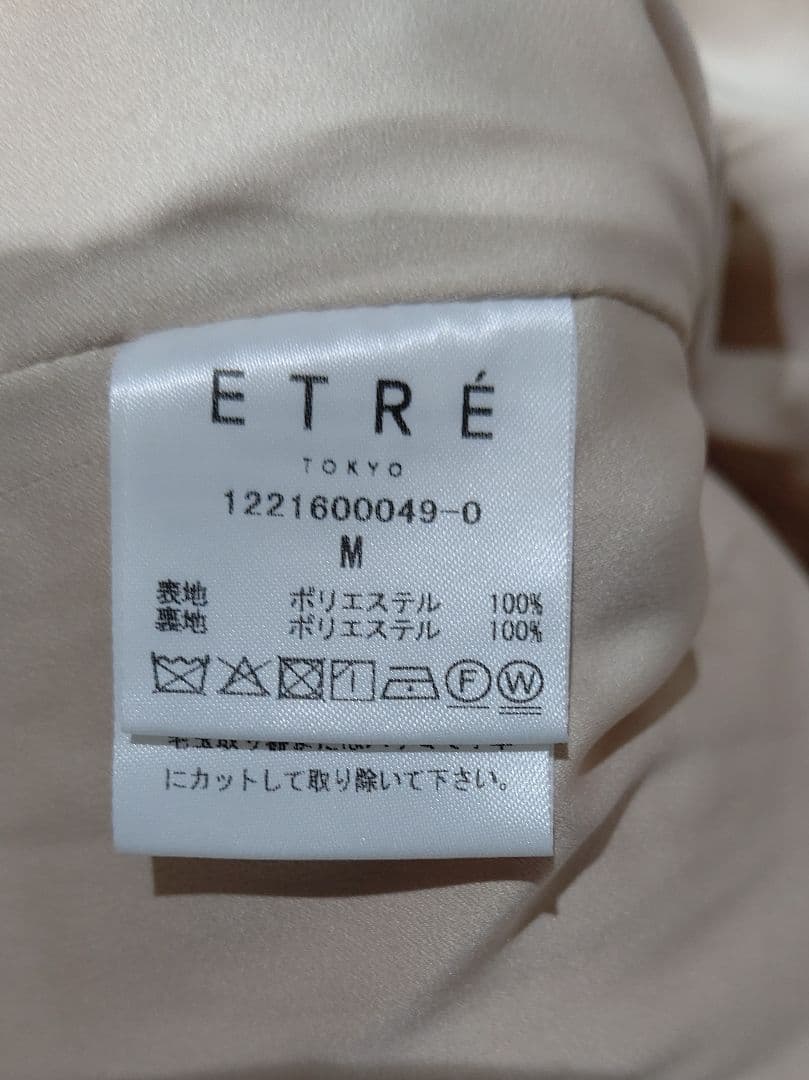 ETRÉ
TOKYO
1221600049-0
M
表地 ポリエステル 100%
裏地 ポリエステル 100%
F W
にカットして取り除いて下さい。